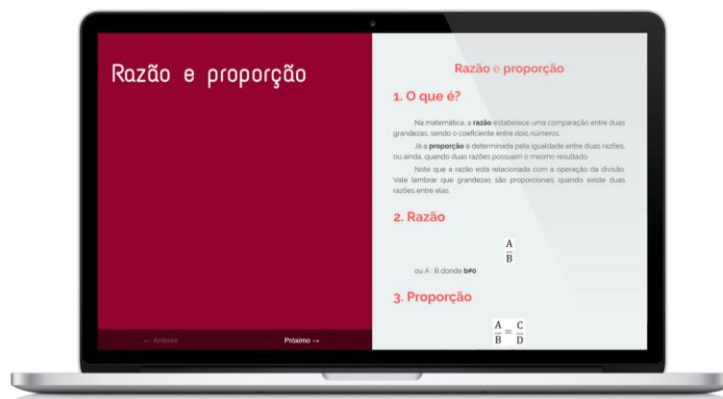 Razão e proporção
← Anterior
Próximo →
Razão e proporção
1. O que é?
Na matemática, a razão estabelece uma comparação entre duas
grandezas, sendo o coeficiente entre dois números.
Já a proporção é determinada pela igualdade entre duas razões,
ou ainda, quando duas razões possuem o mesmo resultado.
Note que a razão está relacionada com a operação da divisão.
Vale lembrar que grandezas são proporcionais quando existe duas
razões entre elas.
2. Razão
A
B
ou A : B donde b≠0
3. Proporção
A/B = C/D